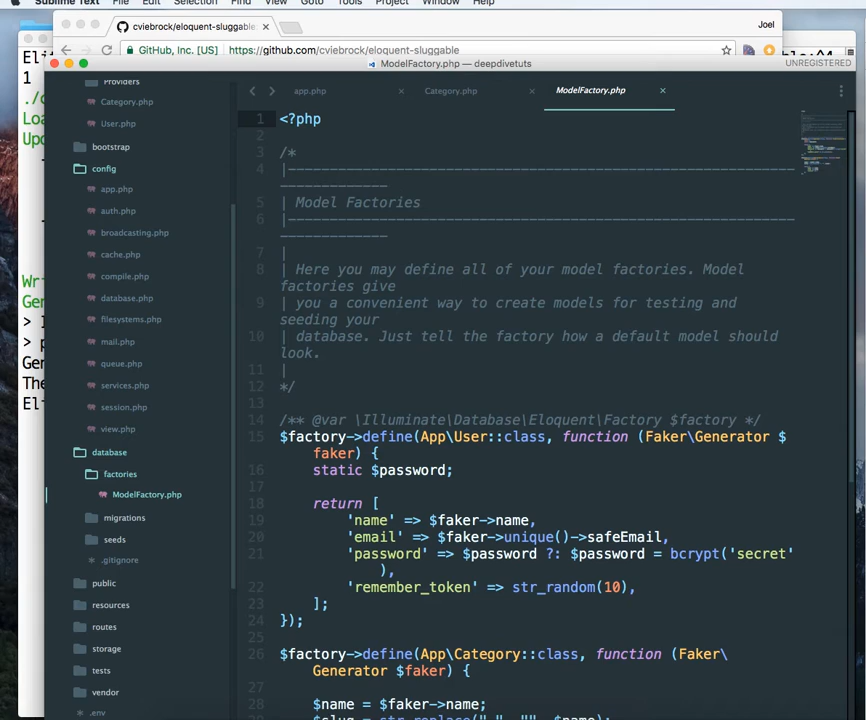 Sublime Text File Edit Selection Find View Goto Tools Project Window Help
cviebrock/eloquent-sluggable: Joel
GitHub, Inc. [US] https://github.com/cviebrock/eloquent-sluggable
ModelFactory.php — deepdivetuts UNREGISTERED
app.php Category.php ModelFactory.php
Providers
Category.php
User.php
bootstrap
config
app.php
auth.php
broadcasting.php
cache.php
compile.php
database.php
filesystems.php
mail.php
queue.php
services.php
session.php
view.php
database
factories
ModelFactory.php
migrations
seeds
.gitignore
public
resources
routes
storage
tests
vendor
.env
1 <?php
2
3 /*
4 |--------------------------------------------------------------------------
5 | Model Factories
6 |--------------------------------------------------------------------------
7 |
8 | Here you may define all of your model factories. Model
factories give
9 | you a convenient way to create models for testing and
seeding your
10 | database. Just tell the factory how a default model should
look.
11 |
12 */
13
14 /** @var \Illuminate\Database\Eloquent\Factory $factory */
15 $factory->define(App\User::class, function (Faker\Generator $
faker) {
16 static $password;
17
18 return [
19 'name' => $faker->name,
20 'email' => $faker->unique()->safeEmail,
21 'password' => $password ?: $password = bcrypt('secret'
),
22 'remember_token' => str_random(10),
23 ];
24 });
25
26 $factory->define(App\Category::class, function (Faker\
Generator $faker) {
27
28 $name = $faker->name;